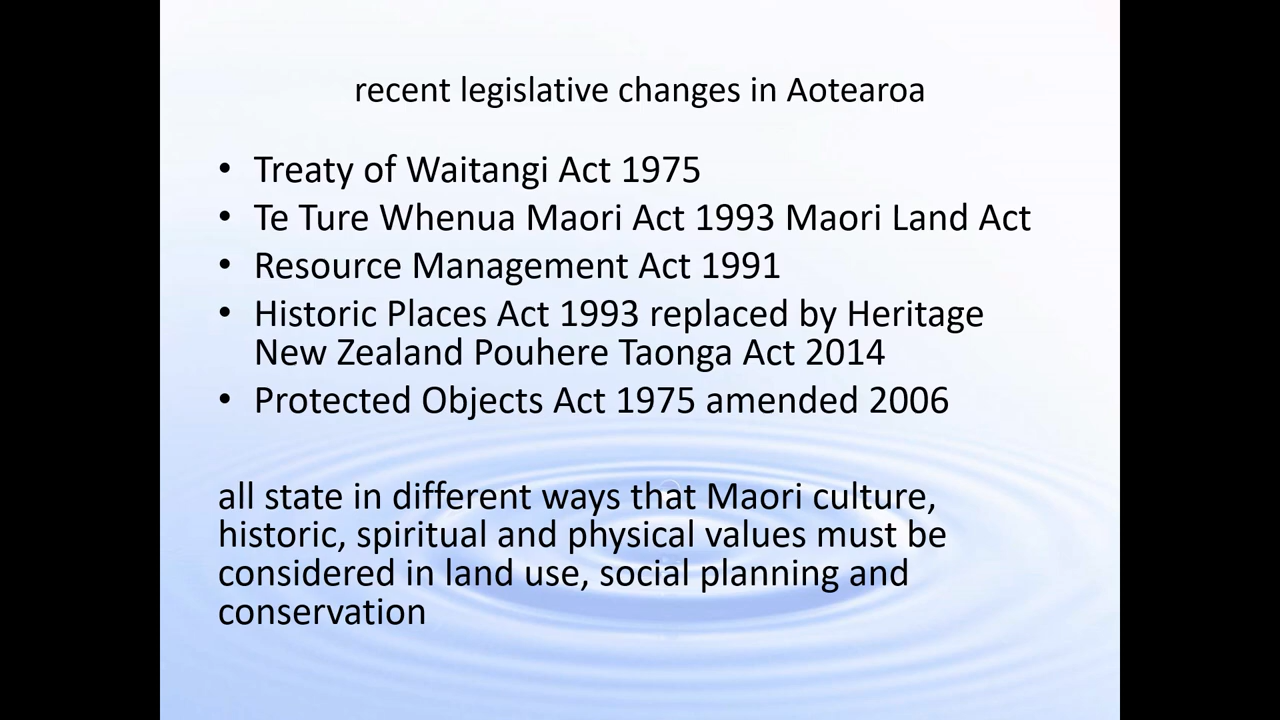 recent legislative changes in Aotearoa
• Treaty of Waitangi Act 1975
• Te Ture Whenua Maori Act 1993 Maori Land Act
• Resource Management Act 1991
• Historic Places Act 1993 replaced by Heritage
New Zealand Pouhere Taonga Act 2014
• Protected Objects Act 1975 amended 2006
all state in different ways that Maori culture,
historic, spiritual and physical values must be
considered in land use, social planning and
conservation